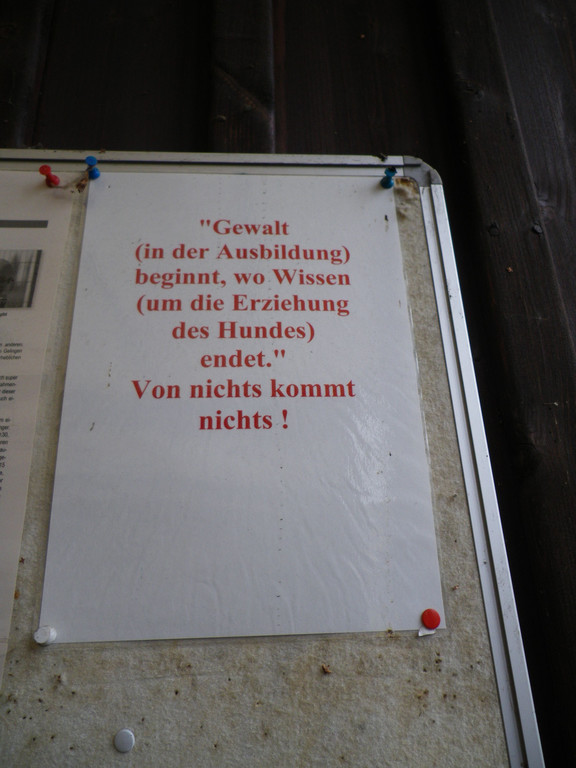 "Gewalt
(in der Ausbildung)
beginnt, wo Wissen
(um die Erziehung
des Hundes)
endet."
Von nichts kommt
nichts !